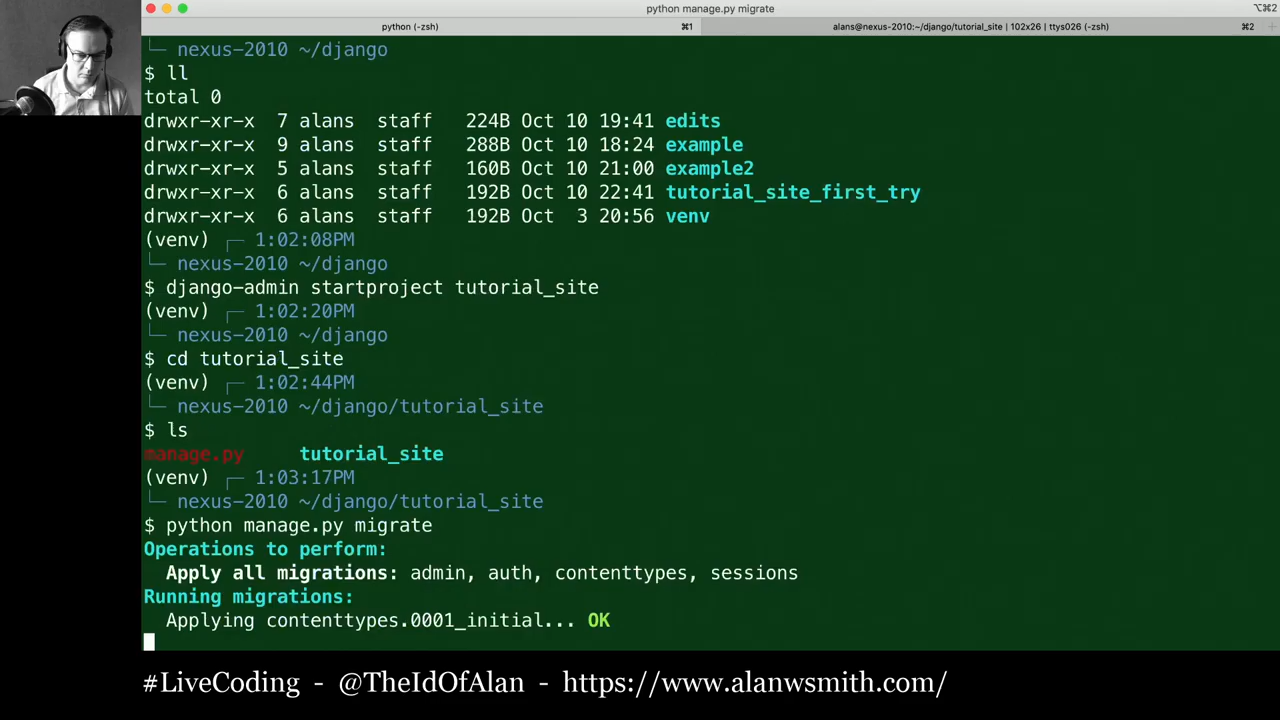 python manage.py migrate
⌥⌘2
python (-zsh) ⌘1
alans@nexus-2010:~/django/tutorial_site | 102x26 | ttys026 (-zsh) ⌘2
└─ nexus-2010 ~/django
$ ll
total 0
drwxr-xr-x 7 alans staff 224B Oct 10 19:41 edits
drwxr-xr-x 9 alans staff 288B Oct 10 18:24 example
drwxr-xr-x 5 alans staff 160B Oct 10 21:00 example2
drwxr-xr-x 6 alans staff 192B Oct 10 22:41 tutorial_site_first_try
drwxr-xr-x 6 alans staff 192B Oct 3 20:56 venv
(venv) ┌─ 1:02:08PM
└─ nexus-2010 ~/django
$ django-admin startproject tutorial_site
(venv) ┌─ 1:02:20PM
└─ nexus-2010 ~/django
$ cd tutorial_site
(venv) ┌─ 1:02:44PM
└─ nexus-2010 ~/django/tutorial_site
$ ls
manage.py tutorial_site
(venv) ┌─ 1:03:17PM
└─ nexus-2010 ~/django/tutorial_site
$ python manage.py migrate
Operations to perform:
Apply all migrations: admin, auth, contenttypes, sessions
Running migrations:
Applying contenttypes.0001_initial... OK
#LiveCoding - @TheIdOfAlan - https://www.alanwsmith.com/